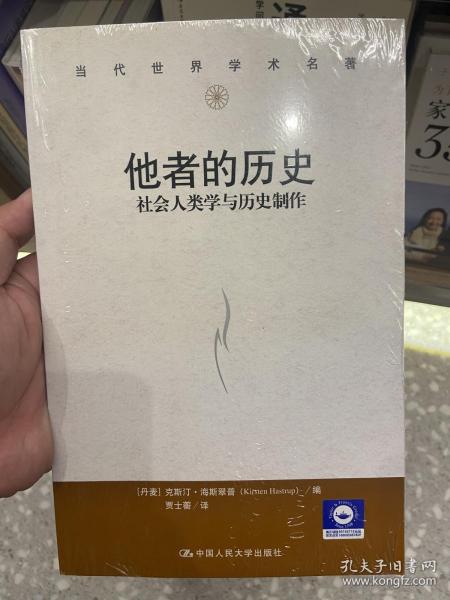 当代世界学术名著
他者的历史
社会人类学与历史制作
[丹麦] 克斯汀·海斯翠普 (Kirsten Hastrup) /编
贾士蘅/译
中国人民大学出版社
通
家
33
孔夫子旧书网
www.kongfz.com